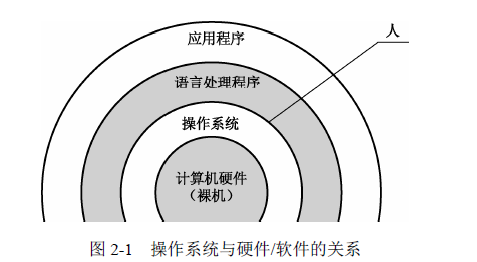 应用程序
人
语言处理程序
操作系统
计算机硬件
（裸机）
图 2-1 操作系统与硬件/软件的关系